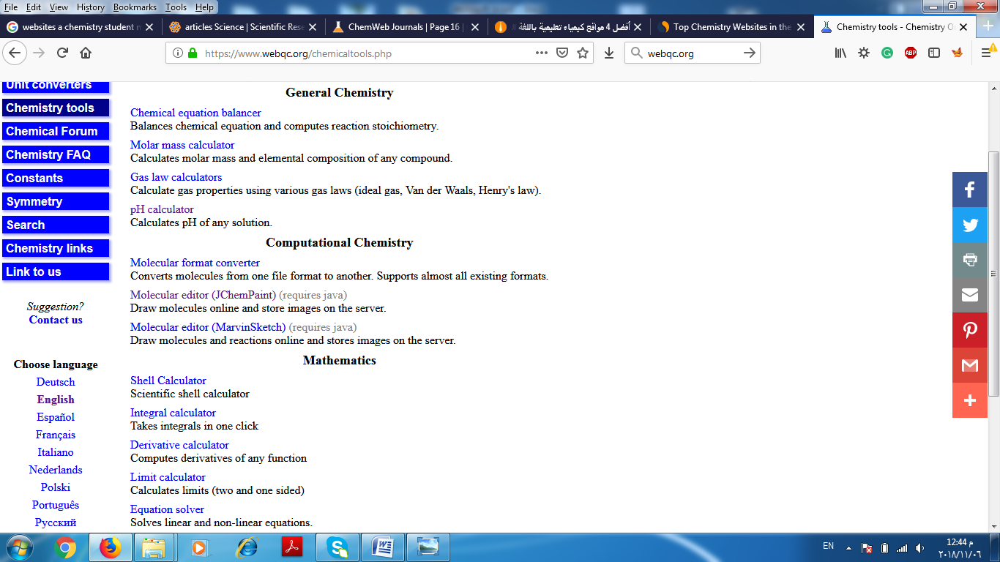 File Edit View History Bookmarks Tools Help
websites a chemistry student
articles Science | Scientific Rese
ChemWeb Journals | Page 16 |
أفضل 4 مواقع كيمياء تعليمية باللغة ال
Top Chemistry Websites in the
Chemistry tools - Chemistry O
https://www.webqc.org/chemicaltools.php
webqc.org
ABP
Unit converters
Chemistry tools
Chemical Forum
Chemistry FAQ
Constants
Symmetry
Search
Chemistry links
Link to us
Suggestion?
Contact us
Choose language
Deutsch
English
Español
Français
Italiano
Nederlands
Polski
Português
Русский
General Chemistry
Chemical equation balancer
Balances chemical equation and computes reaction stoichiometry.
Molar mass calculator
Calculates molar mass and elemental composition of any compound.
Gas law calculators
Calculate gas properties using various gas laws (ideal gas, Van der Waals, Henry's law).
pH calculator
Calculates pH of any solution.
Computational Chemistry
Molecular format converter
Converts molecules from one file format to another. Supports almost all existing formats.
Molecular editor (JChemPaint) (requires java)
Draw molecules online and store images on the server.
Molecular editor (MarvinSketch) (requires java)
Draw molecules and reactions online and stores images on the server.
Mathematics
Shell Calculator
Scientific shell calculator
Integral calculator
Takes integrals in one click
Derivative calculator
Computes derivatives of any function
Limit calculator
Calculates limits (two and one sided)
Equation solver
Solves linear and non-linear equations.
EN
12:44 م
٢٠١٨/١١/٠٦